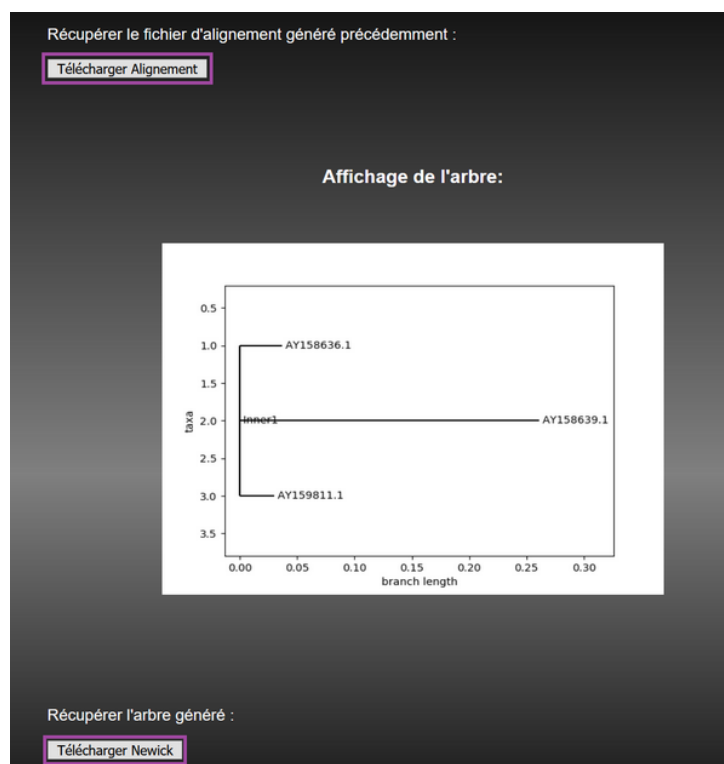 Récupérer le fichier d'alignement généré précédemment :
Télécharger Alignement
Affichage de l'arbre:
0.5
1.0
AY158636.1
1.5
taxa
2.0
Inner1
AY158639.1
2.5
3.0
AY159811.1
3.5
0.00 0.05 0.10 0.15 0.20 0.25 0.30
branch length
Récupérer l'arbre généré :
Télécharger Newick